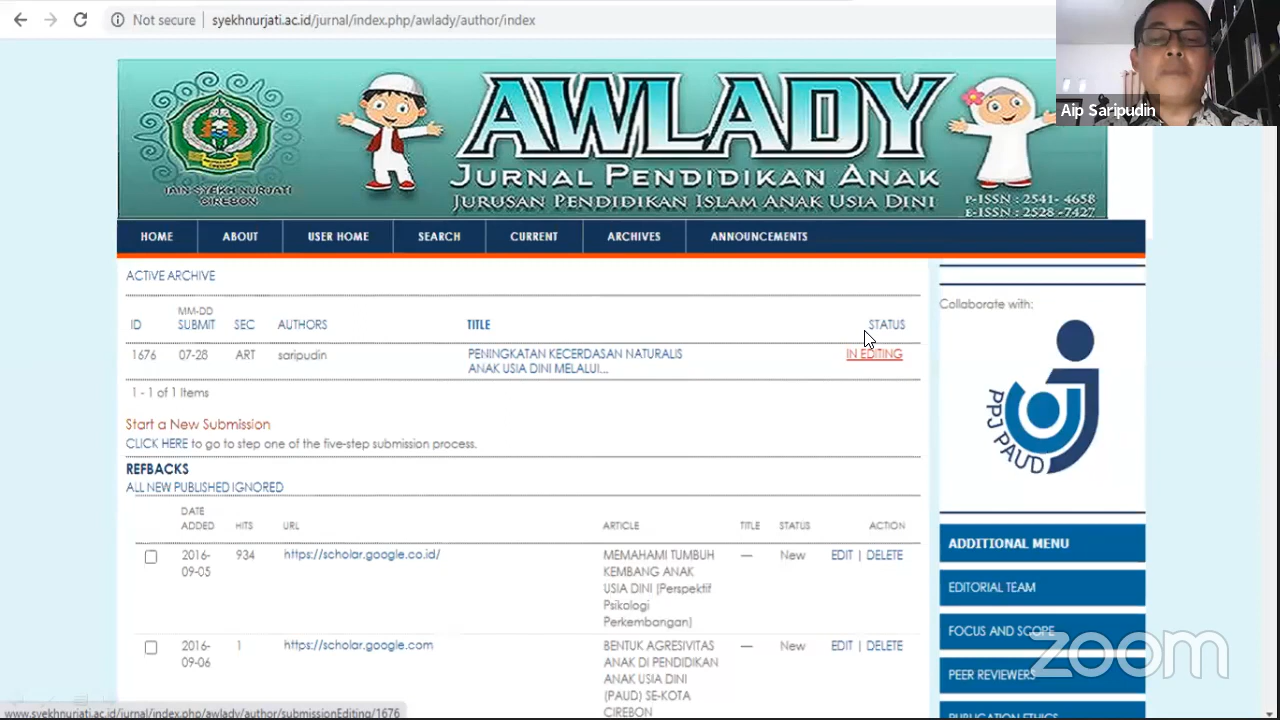 Not secure | syekhnurjati.ac.id/jurnal/index.php/awlady/author/index
Aip Saripudin
IAIN SYEKH NURJATI
CIREBON
AWLADY
JURNAL PENDIDIKAN ANAK
JURUSAN PENDIDIKAN ISLAM ANAK USIA DINI
P-ISSN : 2541- 4658
E-ISSN : 2528 -7427
HOME ABOUT USER HOME SEARCH CURRENT ARCHIVES ANNOUNCEMENTS
ACTIVE ARCHIVE
ID MM-DD SUBMIT SEC AUTHORS TITLE STATUS
1676 07-28 ART saripudin PENINGKATAN KECERDASAN NATURALIS
ANAK USIA DINI MELALUI... IN EDITING
1 - 1 of 1 Items
Start a New Submission
CLICK HERE to go to step one of the five-step submission process.
REFBACKS
ALL NEW PUBLISHED IGNORED
DATE ADDED HITS URL ARTICLE TITLE STATUS ACTION
2016- 934 https://scholar.google.co.id/ MEMAHAMI TUMBUH — New EDIT | DELETE
09-05 KEMBANG ANAK
USIA DINI (Perspektif
Psikologi
Perkembangan)
2016- 1 https://scholar.google.com BENTUK AGRESIVITAS — New EDIT | DELETE
09-06 ANAK DI PENDIDIKAN
ANAK USIA DINI
(PAUD) SE-KOTA
CIREBON
Collaborate with:
PPJ PAUD
ADDITIONAL MENU
EDITORIAL TEAM
FOCUS AND SCOPE
PEER REVIEWERS
PUBLICATION ETHICS
zoom
www.syekhnurjati.ac.id/jurnal/index.php/awlady/author/submissionEditing/1676